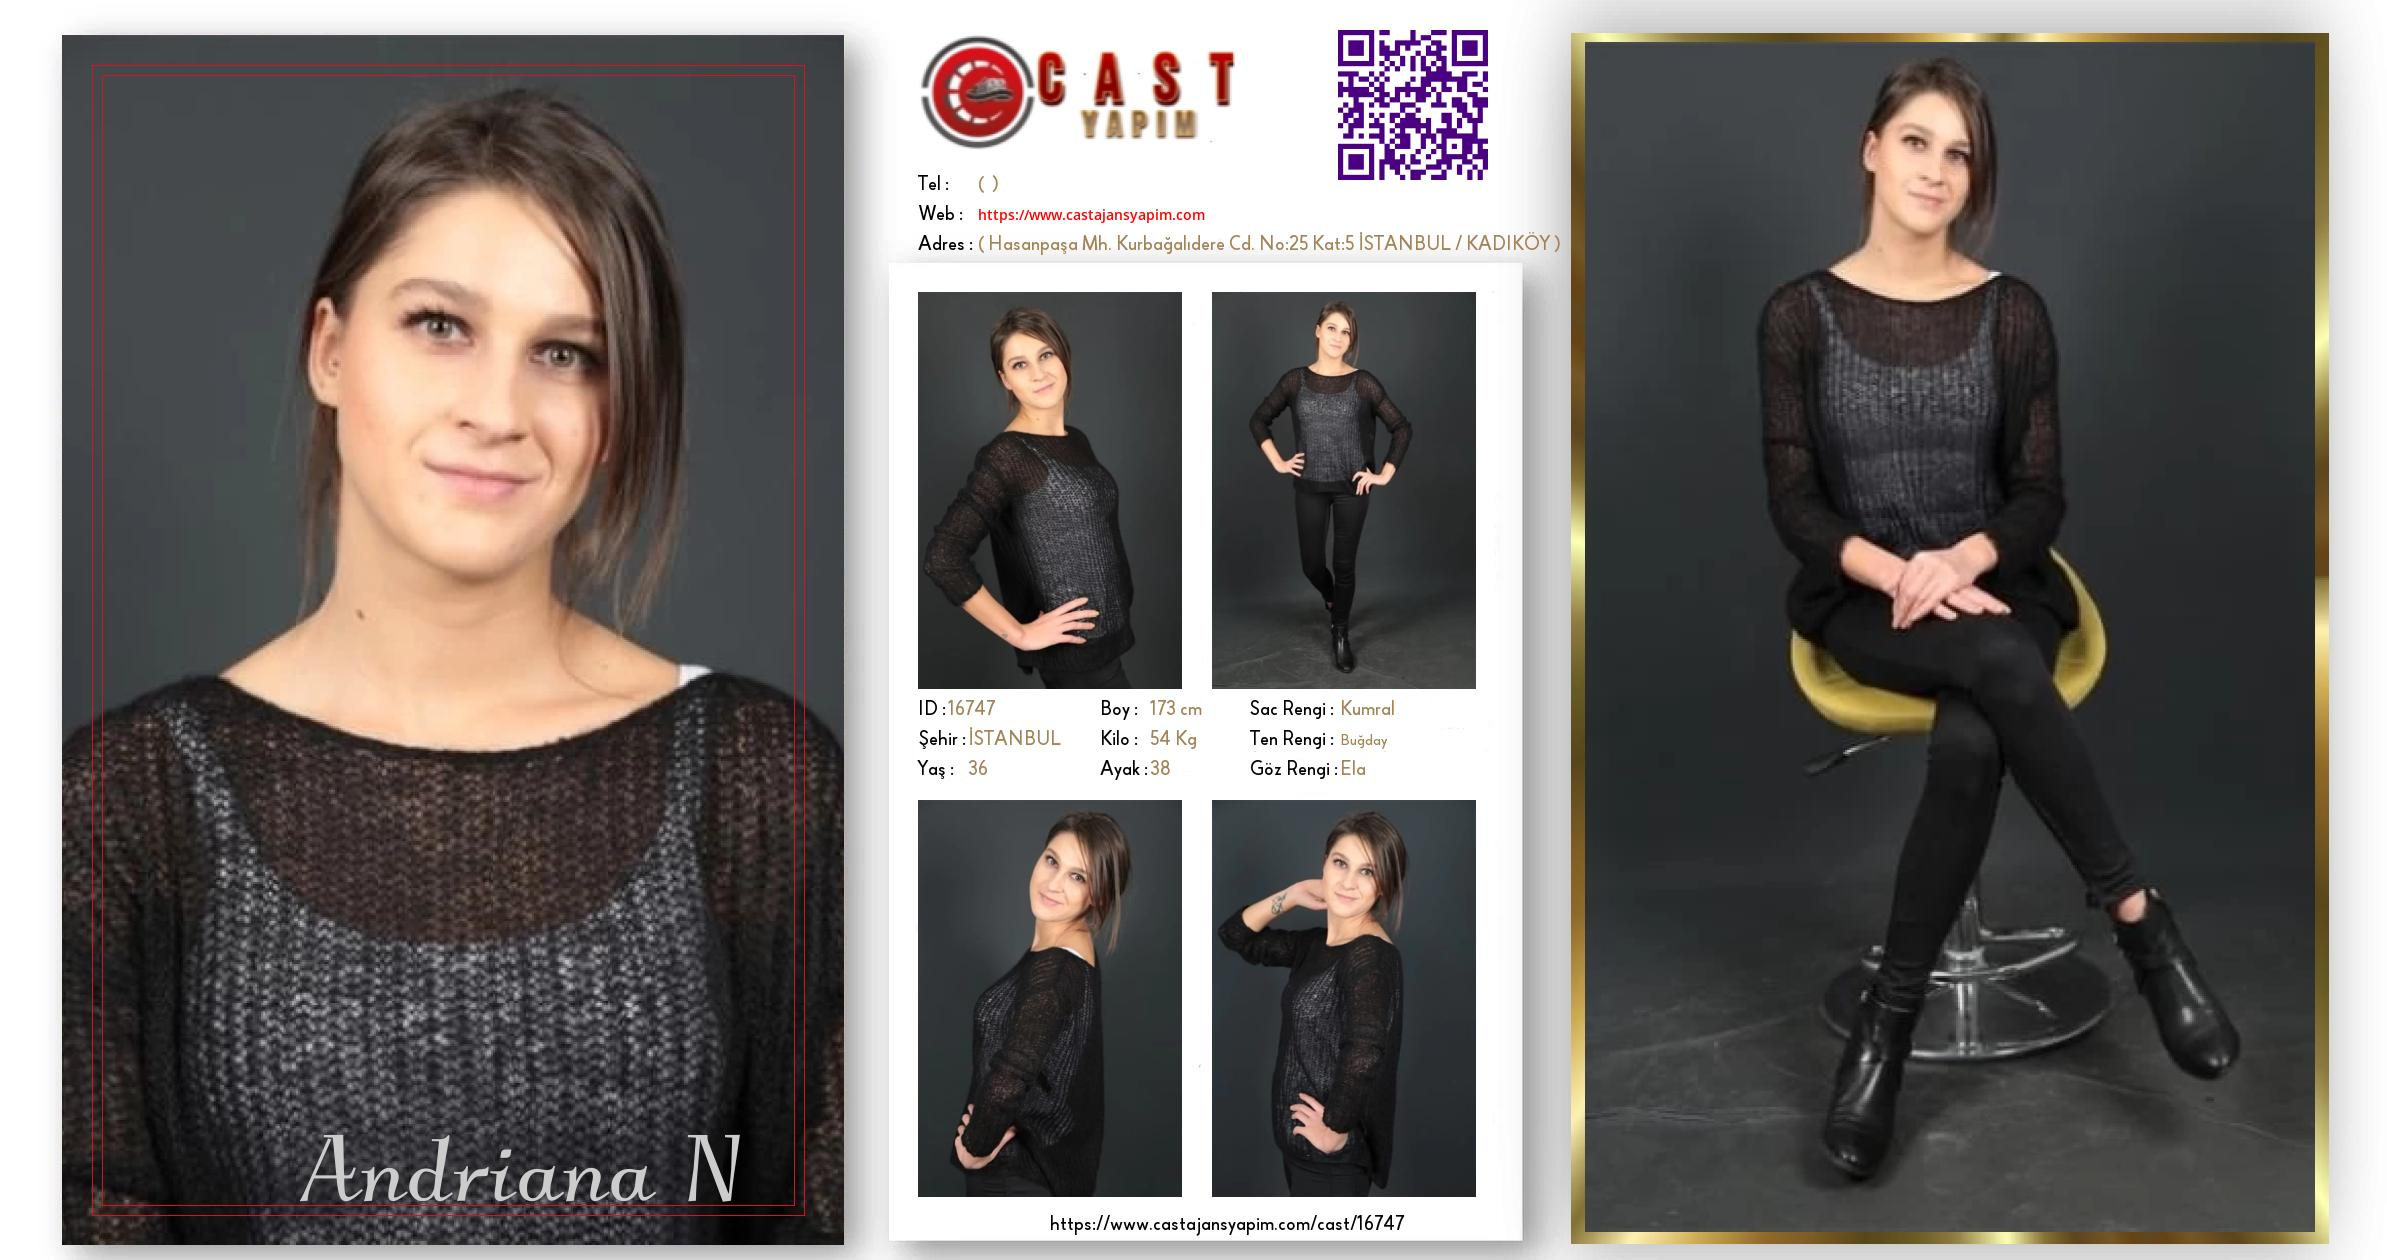 Andriana N
CAST
YAPIM
Tel : ( )
Web : https://www.castajansyapim.com
Adres : ( Hasanpaşa Mh. Kurbağalıdere Cd. No:25 Kat:5 İSTANBUL / KADIKÖY )
ID : 16747 Boy : 173 cm Sac Rengi : Kumral
Şehir : İSTANBUL Kilo : 54 Kg Ten Rengi : Buğday
Yaş : 36 Ayak : 38 Göz Rengi : Ela
https://www.castajansyapim.com/cast/16747